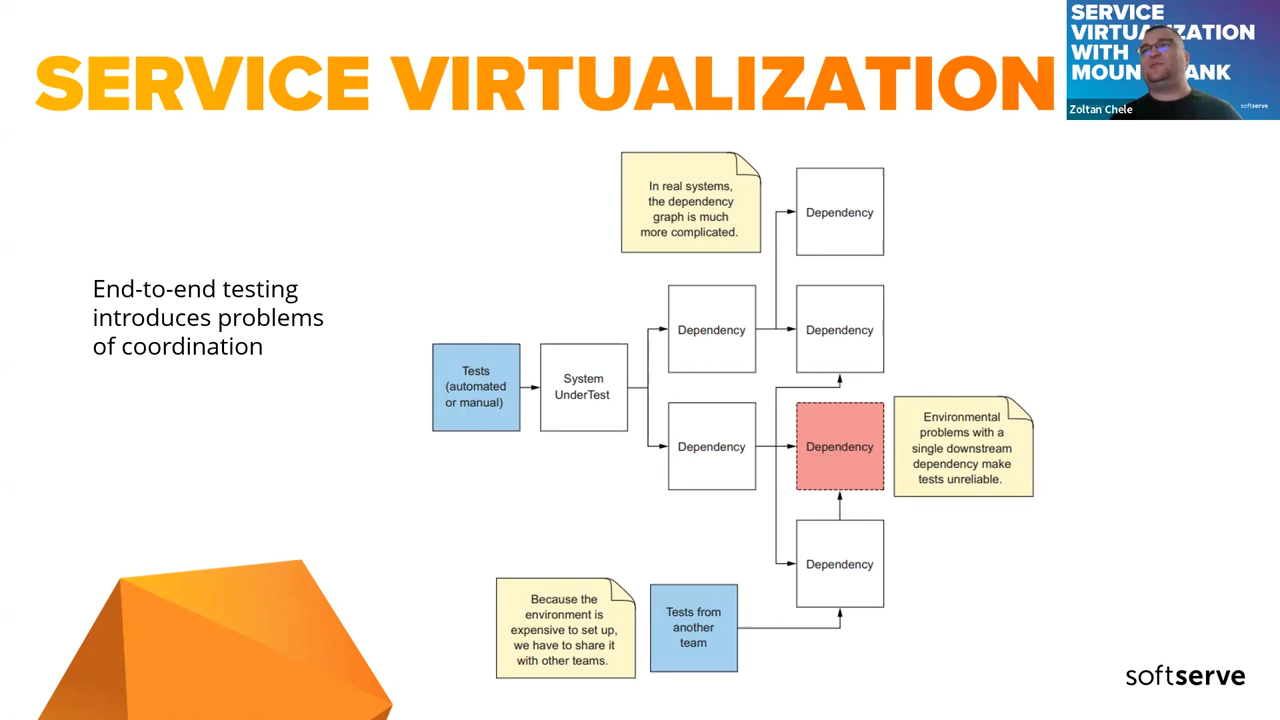 SERVICE VIRTUALIZATION
SERVICE
VIRTUALIZATION
WITH
Zoltan Chele
softserve
End-to-end testing
introduces problems
of coordination
In real systems,
the dependency
graph is much
more complicated.
Dependency
Dependency
Dependency
Tests
(automated
or manual)
System
UnderTest
Dependency
Dependency
Environmental
problems with a
single downstream
dependency make
tests unreliable.
Dependency
Because the
environment is
expensive to set up,
we have to share it
with other teams.
Tests from
another
team
softserve